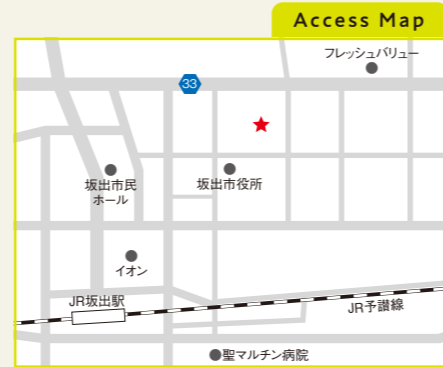 Access Map
フレッシュバリュー
33
坂出市民
ホール
坂出市役所
イオン
JR坂出駅
JR予讃線
聖マルチン病院